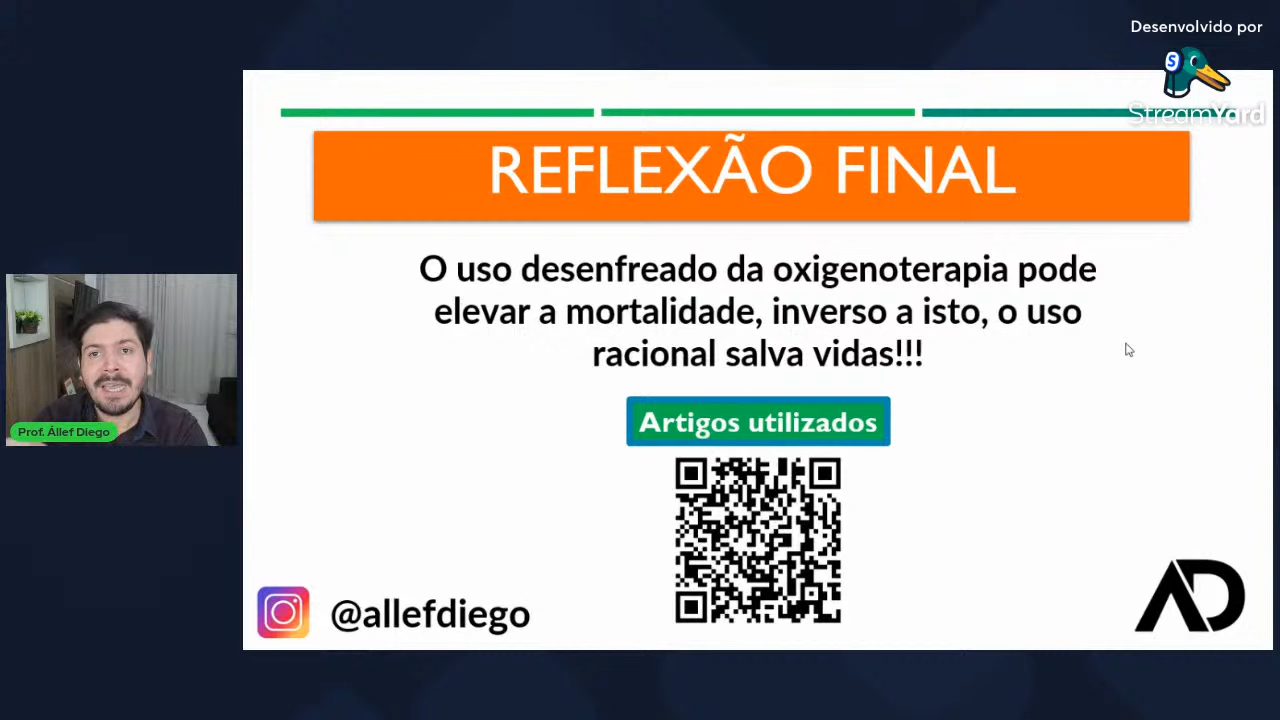 Desenvolvido por
StreamYard
REFLEXÃO FINAL
O uso desenfreado da oxigenoterapia pode
elevar a mortalidade, inverso a isto, o uso
racional salva vidas!!!
Prof. Állef Diego
Artigos utilizados
@allefdiego
AD